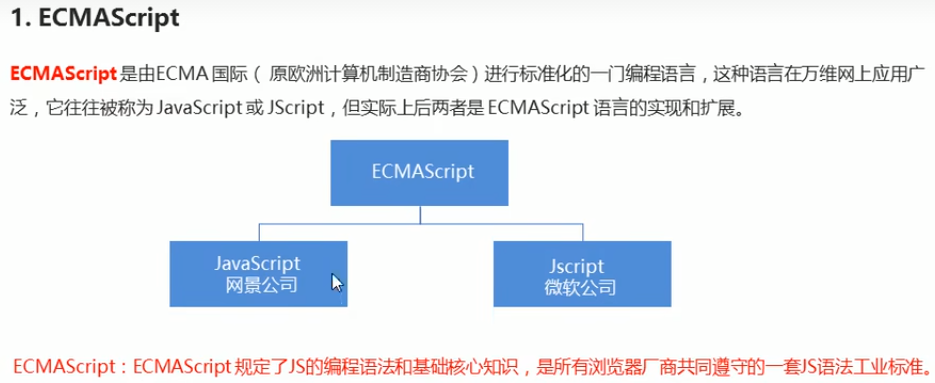 1. ECMAScript
ECMAScript 是由ECMA 国际（ 原欧洲计算机制造商协会）进行标准化的一门编程语言，这种语言在万维网上应用广
泛，它往往被称为 JavaScript 或 JScript，但实际上后两者是 ECMAScript 语言的实现和扩展。
ECMAScript
JavaScript
网景公司
Jscript
微软公司
ECMAScript：ECMAScript 规定了JS的编程语法和基础核心知识，是所有浏览器厂商共同遵守的一套JS语法工业标准。